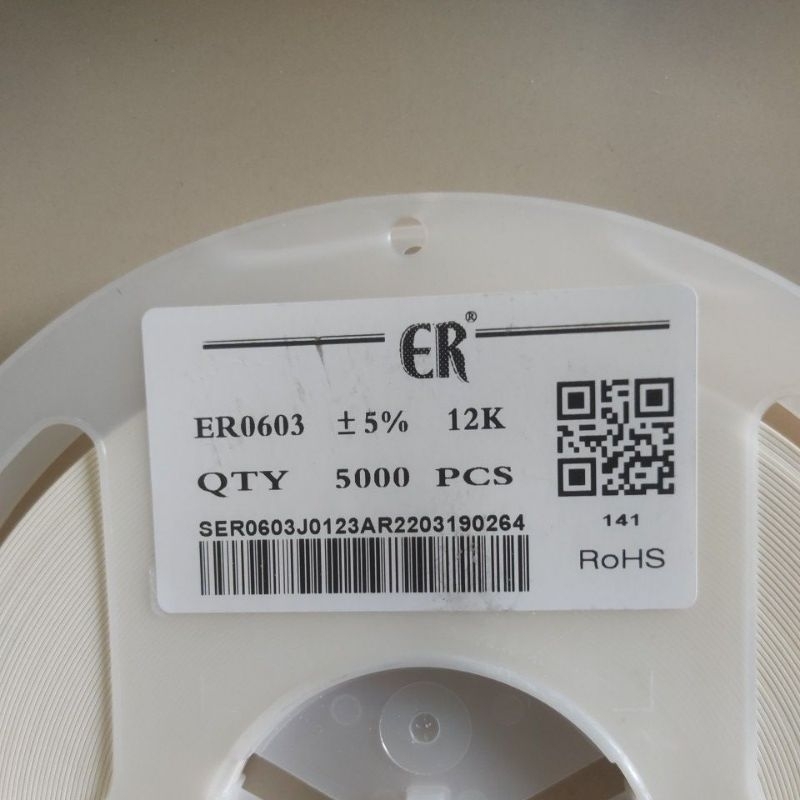 ER®
ER0603 ±5% 12K
QTY 5000 PCS
SER0603J0123AR2203190264
141
RoHS